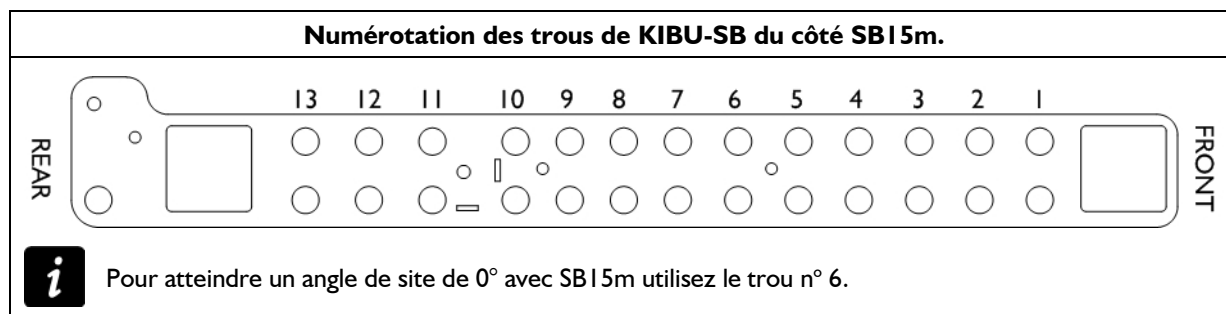 Numérotation des trous de KIBU-SB du côté SB15m.
13 12 11 10 9 8 7 6 5 4 3 2 1
REAR
FRONT
i Pour atteindre un angle de site de 0° avec SB15m utilisez le trou n° 6.